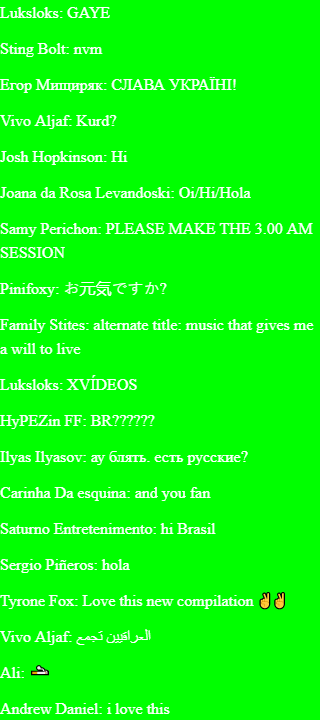 Luksloks: GAYE
Sting Bolt: nvm
Егор Мищиряк: СЛАВА УКРАЇНІ!
Vivo Aljaf: Kurd?
Josh Hopkinson: Hi
Joana da Rosa Levandoski: Oi/Hi/Hola
Samy Perichon: PLEASE MAKE THE 3.00 AM
SESSION
Pinifoxy: お元気ですか?
Family Stites: alternate title: music that gives me
a will to live
Luksloks: XVÍDEOS
HyPEZin FF: BR??????
Ilyas Ilyasov: ау блять. есть русские?
Carinha Da esquina: and you fan
Saturno Entretenimento: hi Brasil
Sergio Piñeros: hola
Tyrone Fox: Love this new compilation ✌✌
Vivo Aljaf: العراقيين تجمع
Ali:
Andrew Daniel: i love this